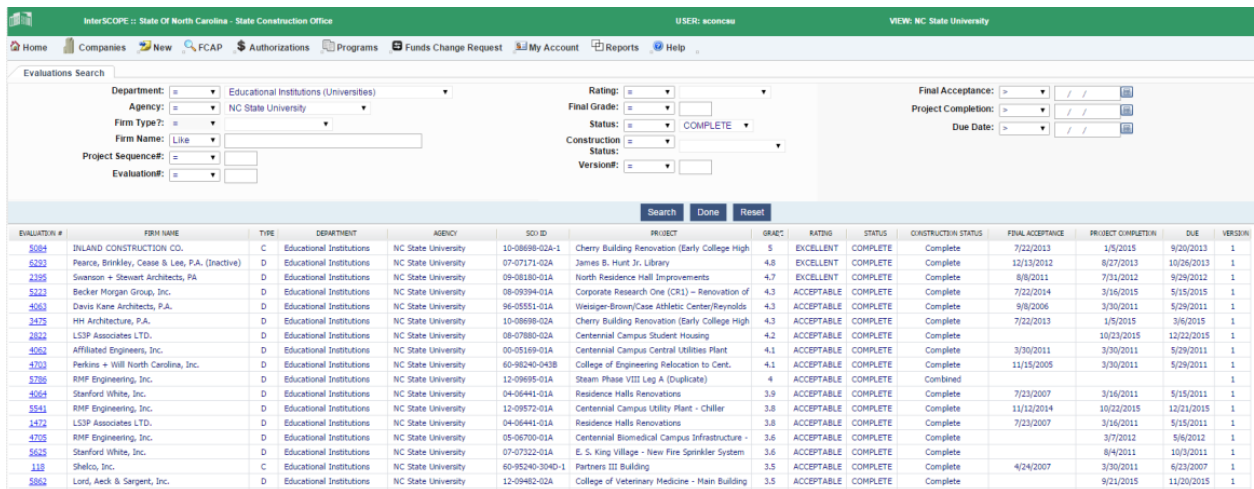 InterSCOPE :: State Of North Carolina - State Construction Office USER: sconcsu VIEW: NC State University
Home Companies New FCAP Authorizations Programs Funds Change Request My Account Reports Help
Evaluations Search
Department: = Educational Institutions (Universities) Rating: = Final Acceptance: > / /
Agency: = NC State University Final Grade: = Project Completion: > / /
Firm Type?: = Status: = COMPLETE Due Date: > / /
Firm Name: Like Construction Status: =
Project Sequence#: = Version#: =
Evaluation#: =
Search Done Reset
EVALUATION # FIRM NAME TYPE DEPARTMENT AGENCY SCO ID PROJECT GRADE RATING STATUS CONSTRUCTION STATUS FINAL ACCEPTANCE PROJECT COMPLETION DUE VERSION
5084 INLAND CONSTRUCTION CO. C Educational Institutions NC State University 10-08698-02A-1 Cherry Building Renovation (Early College High 5 EXCELLENT COMPLETE Complete 7/22/2013 1/5/2015 9/20/2013 1
6293 Pearce, Brinkley, Cease & Lee, P.A. (Inactive) D Educational Institutions NC State University 07-07171-02A James B. Hunt Jr. Library 4.8 EXCELLENT COMPLETE Complete 12/13/2012 8/27/2013 10/26/2013 1
2395 Swanson + Stewart Architects, PA D Educational Institutions NC State University 09-08180-01A North Residence Hall Improvements 4.7 EXCELLENT COMPLETE Complete 8/8/2011 7/31/2012 9/29/2012 1
5223 Becker Morgan Group, Inc. D Educational Institutions NC State University 08-09394-01A Corporate Research One (CR1) – Renovation of 4.3 ACCEPTABLE COMPLETE Complete 7/22/2014 3/16/2015 5/15/2015 1
4063 Davis Kane Architects, P.A. D Educational Institutions NC State University 96-05551-01A Weisiger-Brown/Case Athletic Center/Reynolds 4.3 ACCEPTABLE COMPLETE Complete 9/8/2006 3/30/2011 5/29/2011 1
3475 HH Architecture, P.A. D Educational Institutions NC State University 10-08698-02A Cherry Building Renovation (Early College High 4.3 ACCEPTABLE COMPLETE Complete 7/22/2013 1/5/2015 3/6/2015 1
2822 LS3P Associates LTD. D Educational Institutions NC State University 08-07880-02A Centennial Campus Student Housing 4.2 ACCEPTABLE COMPLETE Complete 10/23/2015 12/22/2015 1
4062 Affiliated Engineers, Inc. D Educational Institutions NC State University 00-05169-01A Centennial Campus Central Utilities Plant 4.1 ACCEPTABLE COMPLETE Complete 3/30/2011 3/30/2011 5/29/2011 1
4703 Perkins + Will North Carolina, Inc. D Educational Institutions NC State University 60-98240-043B College of Engineering Relocation to Cent. 4.1 ACCEPTABLE COMPLETE Complete 11/15/2005 3/30/2011 5/29/2011 1
5786 RMF Engineering, Inc. D Educational Institutions NC State University 12-09695-01A Steam Phase VIII Leg A (Duplicate) 4 ACCEPTABLE COMPLETE Combined 1
4064 Stanford White, Inc. D Educational Institutions NC State University 04-06441-01A Residence Halls Renovations 3.9 ACCEPTABLE COMPLETE Complete 7/23/2007 3/16/2011 5/15/2011 1
5541 RMF Engineering, Inc. D Educational Institutions NC State University 12-09572-01A Centennial Campus Utility Plant - Chiller 3.8 ACCEPTABLE COMPLETE Complete 11/12/2014 10/22/2015 12/21/2015 1
1472 LS3P Associates LTD. D Educational Institutions NC State University 04-06441-01A Residence Halls Renovations 3.8 ACCEPTABLE COMPLETE Complete 7/23/2007 3/16/2011 5/15/2011 1
4705 RMF Engineering, Inc. D Educational Institutions NC State University 05-06700-01A Centennial Biomedical Campus Infrastructure - 3.6 ACCEPTABLE COMPLETE Complete 3/7/2012 5/6/2012 1
5625 Stanford White, Inc. D Educational Institutions NC State University 07-07322-01A E. S. King Village - New Fire Sprinkler System 3.6 ACCEPTABLE COMPLETE Complete 8/4/2011 10/3/2011 1
118 Shelco, Inc. C Educational Institutions NC State University 60-95240-304D-1 Partners III Building 3.5 ACCEPTABLE COMPLETE Complete 4/24/2007 3/30/2011 6/23/2007 1
5862 Lord, Aeck & Sargent, Inc. D Educational Institutions NC State University 12-09482-02A College of Veterinary Medicine - Main Building 3.5 ACCEPTABLE COMPLETE Complete 9/21/2015 11/20/2015 1